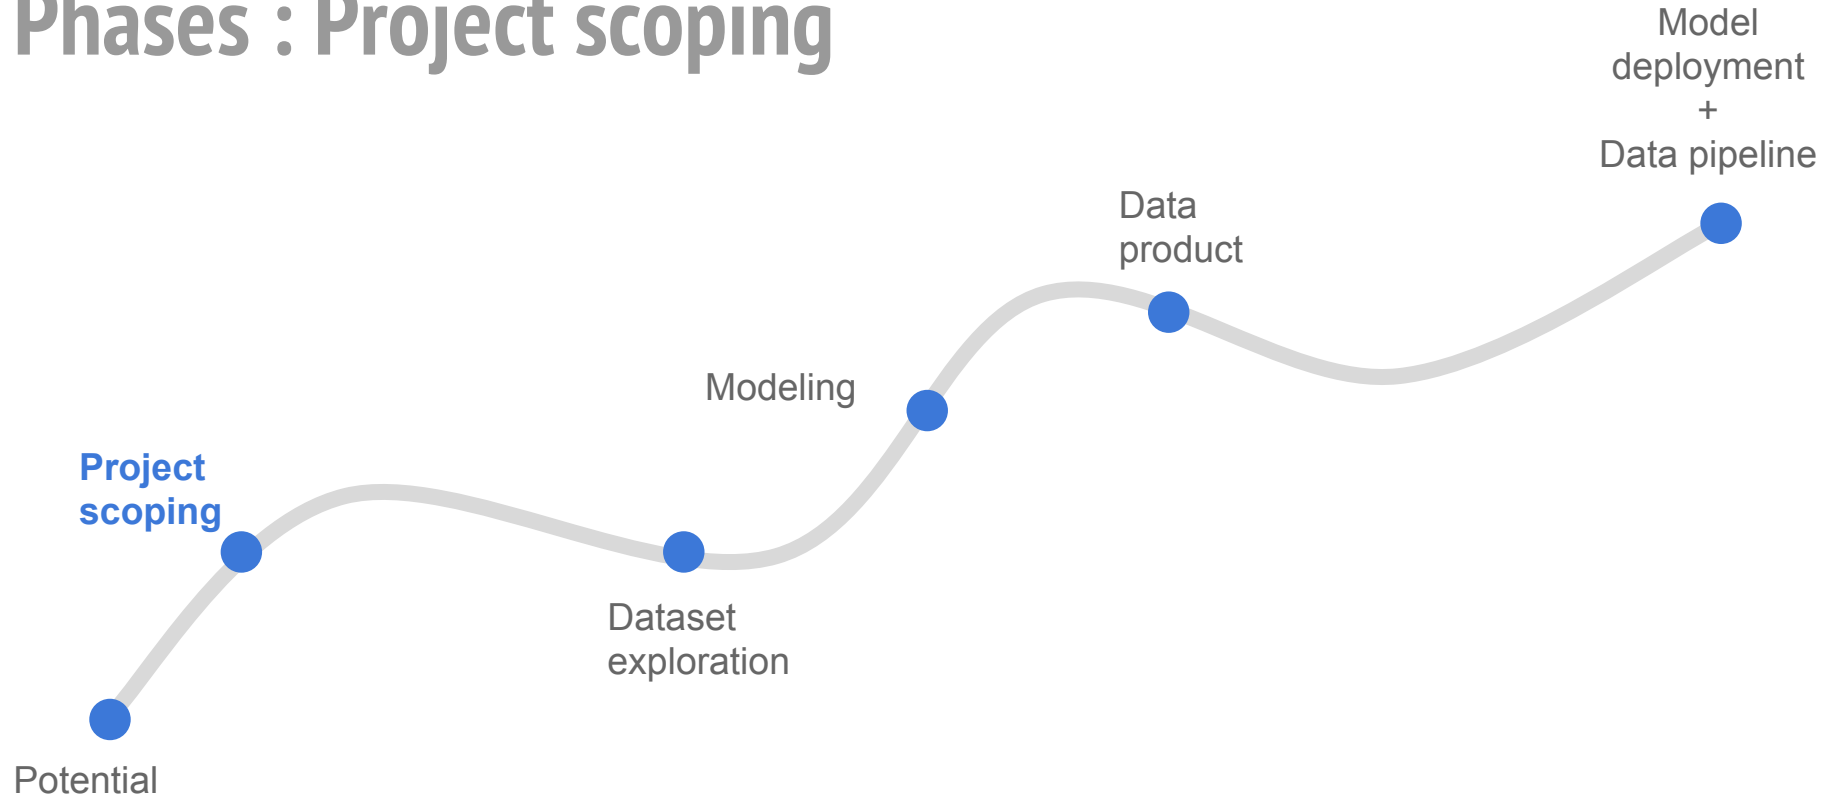 Phases : Project scoping
Model
deployment
+
Data pipeline
Data
product
Modeling
Project
scoping
Dataset
exploration
Potential